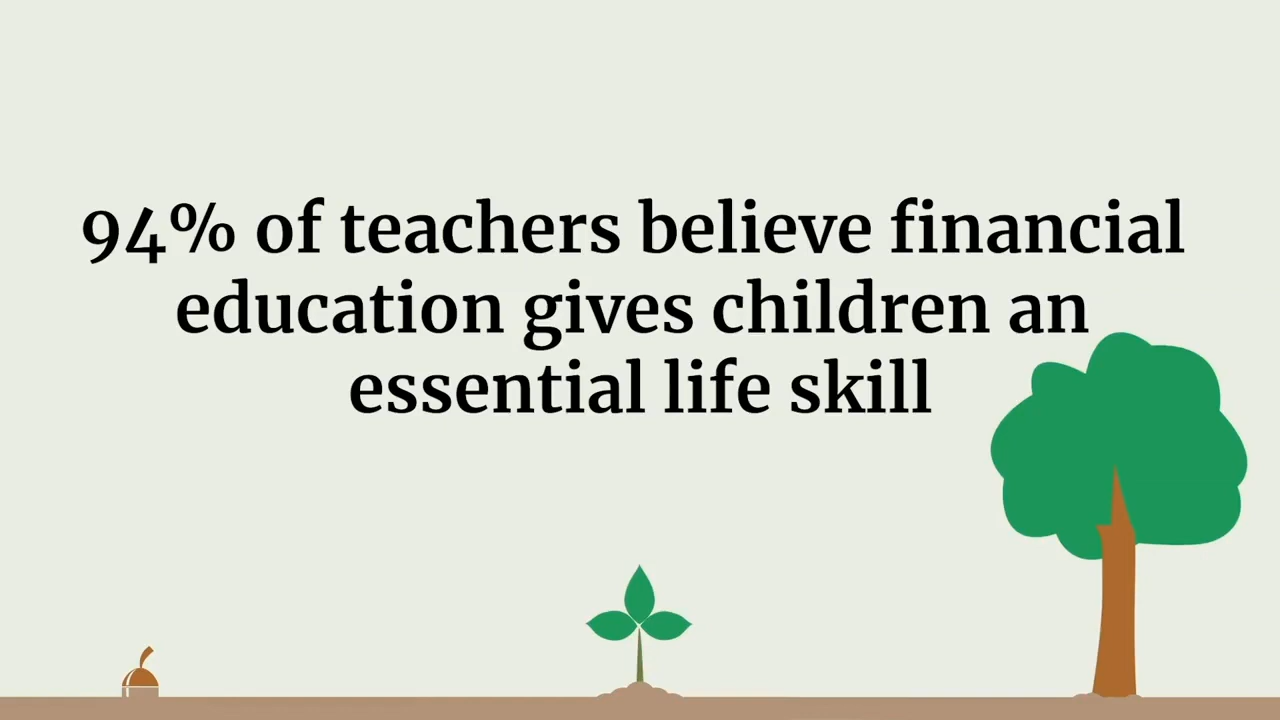 94% of teachers believe financial
education gives children an
essential life skill